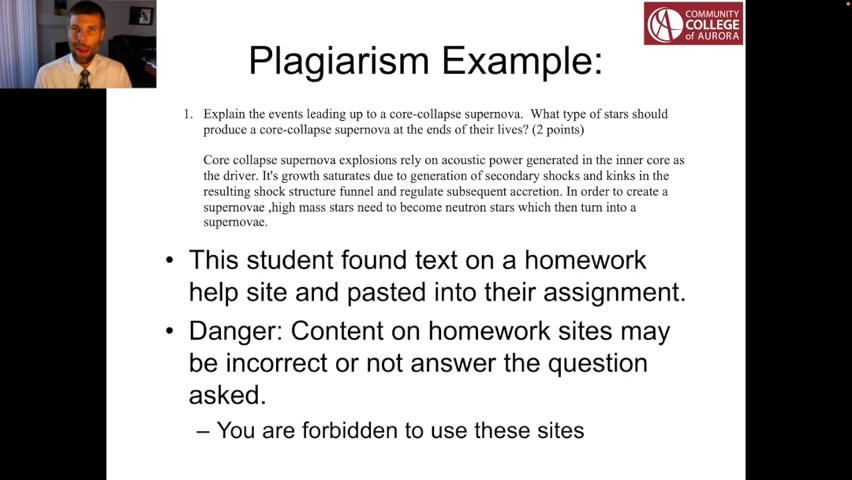 COMMUNITY
COLLEGE
of AURORA
Plagiarism Example:
1. Explain the events leading up to a core-collapse supernova. What type of stars should
produce a core-collapse supernova at the ends of their lives? (2 points)
Core collapse supernova explosions rely on acoustic power generated in the inner core as
the driver. It's growth saturates due to generation of secondary shocks and kinks in the
resulting shock structure funnel and regulate subsequent accretion. In order to create a
supernovae ,high mass stars need to become neutron stars which then turn into a
supernovae.
• This student found text on a homework
help site and pasted into their assignment.
• Danger: Content on homework sites may
be incorrect or not answer the question
asked.
– You are forbidden to use these sites